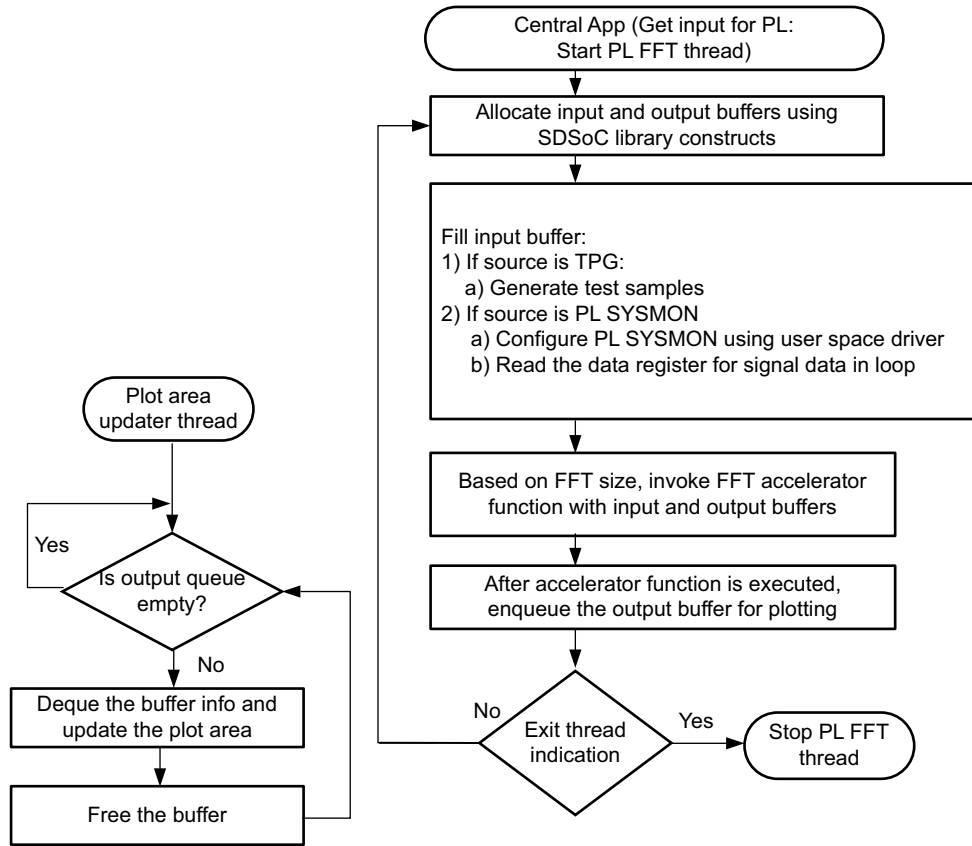 Central App (Get input for PL:
Start PL FFT thread)
Allocate input and output buffers using
SDSoC library constructs
Fill input buffer:
1) If source is TPG:
a) Generate test samples
2) If source is PL SYSMON
a) Configure PL SYSMON using user space driver
b) Read the data register for signal data in loop
Based on FFT size, invoke FFT accelerator
function with input and output buffers
After accelerator function is executed,
enqueue the output buffer for plotting
No
Exit thread
indication
Yes
Stop PL FFT
thread
Plot area
updater thread
Yes
Is output queue
empty?
No
Deque the buffer info and
update the plot area
Free the buffer